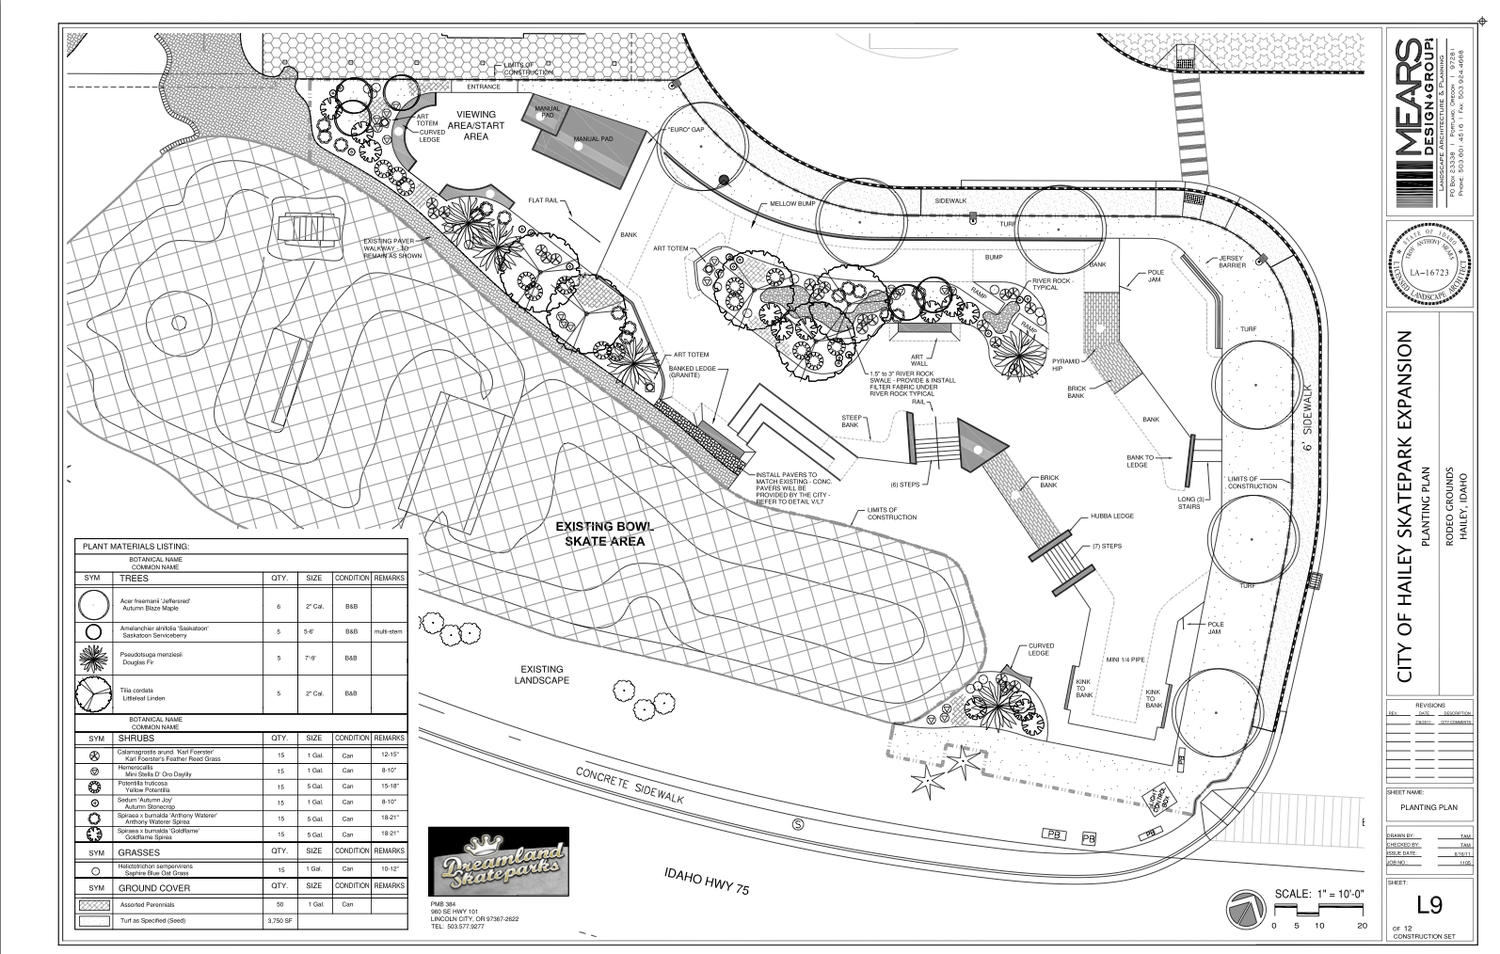 LIMITS OF
CONSTRUCTION
ENTRANCE
VIEWING
AREA/START
AREA
ART
TOTEM
CURVED
LEDGE
MANUAL
PAD
MANUAL PAD
"EURO" GAP
FLAT RAIL
BANK
MELLOW BUMP
SIDEWALK
TURF
ART TOTEM
EXISTING PAVER
WALKWAY - TO
REMAIN AS SHOWN
BUMP
BANK
RIVER ROCK -
TYPICAL
RAMP
RAMP
POLE
JAM
JERSEY
BARRIER
TURF
ART TOTEM
BANKED LEDGE
(GRANITE)
ART
WALL
1.5" to 3" RIVER ROCK
SWALE - PROVIDE & INSTALL
FILTER FABRIC UNDER
RIVER ROCK TYPICAL
RAIL
PYRAMID
HIP
BRICK
BANK
BANK
STEEP
BANK
6' SIDEWALK
BANK TO
LEDGE
LONG (3)
STAIRS
LIMITS OF
CONSTRUCTION
INSTALL PAVERS TO
MATCH EXISTING - CONC.
PAVERS WILL BE
PROVIDED BY THE CITY -
REFER TO DETAIL V/L7
(6) STEPS
BRICK
BANK
LIMITS OF
CONSTRUCTION
HUBBA LEDGE
(7) STEPS
EXISTING BOWL
SKATE AREA
TURF
POLE
JAM
CURVED
LEDGE
MINI 1/4 PIPE
KINK
TO
BANK
KINK
TO
BANK
EXISTING
LANDSCAPE
CONCRETE SIDEWALK
S
PB
LIGHT
CONTROL
BOX
PB
PB
PB
IDAHO HWY 75
PLANT MATERIALS LISTING:
BOTANICAL NAME
COMMON NAME
SYM TREES QTY. SIZE CONDITION REMARKS
Acer freemanii 'Jeffersred'
Autumn Blaze Maple 6 2" Cal. B&B
Amelanchier alnifolia 'Saskatoon'
Saskatoon Serviceberry 5 5-6' B&B multi-stem
Pseudotsuga menziesii
Douglas Fir 5 7'-9' B&B
Tilia cordata
Littleleaf Linden 5 2" Cal. B&B
BOTANICAL NAME
COMMON NAME
SYM SHRUBS QTY. SIZE CONDITION REMARKS
Calamagrostis arund. 'Karl Foerster'
Karl Foerster's Feather Reed Grass 15 1 Gal. Can 12-15"
Hemerocallis
Mini Stella D' Oro Daylily 15 1 Gal. Can 8-10"
Potentilla fruticosa
Yellow Potentilla 15 5 Gal. Can 15-18"
Sedum 'Autumn Joy'
Autumn Stonecrop 15 1 Gal. Can 8-10"
Spiraea x bumalda 'Anthony Waterer'
Anthony Waterer Spirea 15 5 Gal. Can 18-21"
Spiraea x bumalda 'Goldflame'
Goldflame Spirea 15 5 Gal. Can 18-21"
SYM GRASSES QTY. SIZE CONDITION REMARKS
Helictotrichon sempervirens
Saphire Blue Oat Grass 15 1 Gal. Can 10-12"
SYM GROUND COVER QTY. SIZE CONDITION REMARKS
Assorted Perennials 50 1 Gal. Can
Turf as Specified (Seed) 3,750 SF
Dreamland
Skateparks
PMB 384
960 SE HWY 101
LINCOLN CITY, OR 97367-2622
TEL: 503.577.9277
SCALE: 1" = 10'-0"
0 5 10 20
MEARS
DESIGN GROUP
LANDSCAPE ARCHITECTURE & PLANNING
PO Box 23338 | Portland, Oregon | 97281
Phone: 503.601.4516 | Fax: 503.924.4688
STATE OF IDAHO
TROY ANTHONY MEARS
LA-16723
LICENSED LANDSCAPE ARCHITECT
CITY OF HAILEY SKATEPARK EXPANSION
PLANTING PLAN
RODEO GROUNDS
HAILEY, IDAHO
REVISIONS
REV. DATE DESCRIPTION
CITY COMMENTS
SHEET NAME:
PLANTING PLAN
DRAWN BY: TAM
CHECKED BY: TAM
ISSUE DATE: 6/16/11
JOB NO.: 1105
SHEET:
L9
OF 12
CONSTRUCTION SET